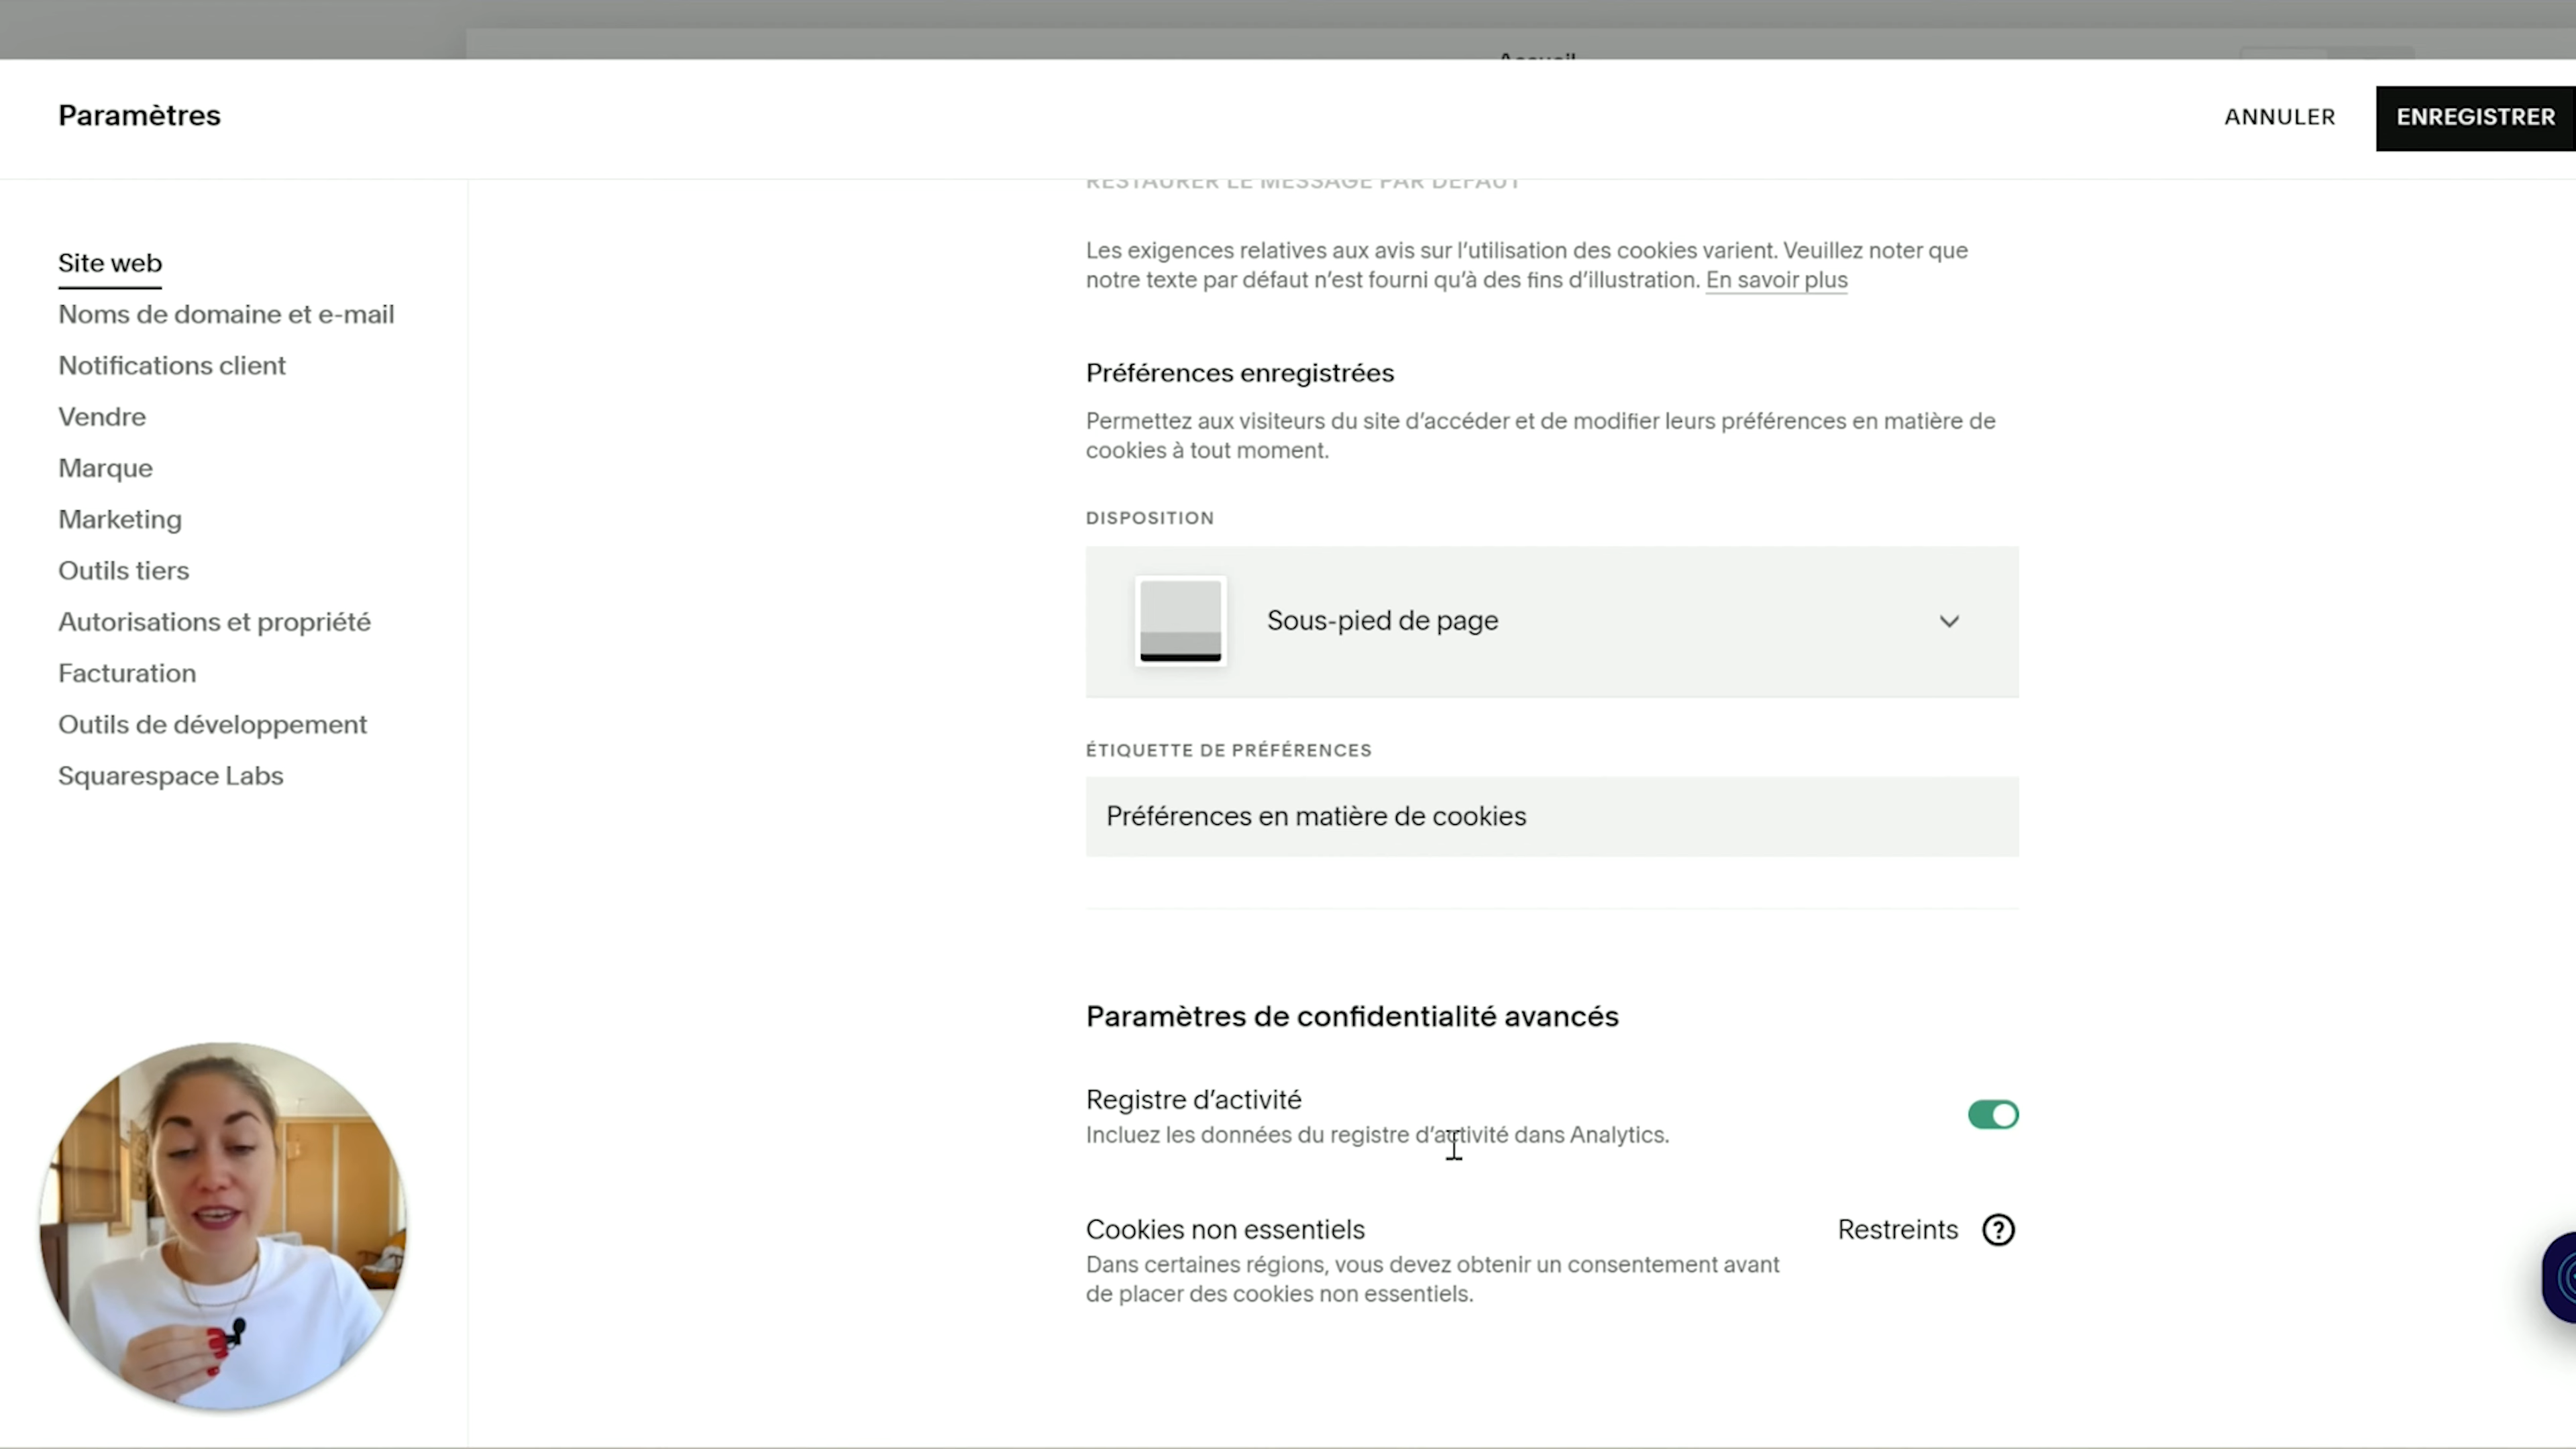 Accueil
Paramètres
ANNULER
ENREGISTRER
Site web
Noms de domaine et e-mail
Notifications client
Vendre
Marque
Marketing
Outils tiers
Autorisations et propriété
Facturation
Outils de développement
Squarespace Labs
RESTAURER LE MESSAGE PAR DÉFAUT
Les exigences relatives aux avis sur l’utilisation des cookies varient. Veuillez noter que
notre texte par défaut n’est fourni qu’à des fins d’illustration. En savoir plus
Préférences enregistrées
Permettez aux visiteurs du site d’accéder et de modifier leurs préférences en matière de
cookies à tout moment.
DISPOSITION
Sous-pied de page
ÉTIQUETTE DE PRÉFÉRENCES
Préférences en matière de cookies
Paramètres de confidentialité avancés
Registre d’activité
Incluez les données du registre d’activité dans Analytics.
Cookies non essentiels
Restreints
Dans certaines régions, vous devez obtenir un consentement avant
de placer des cookies non essentiels.